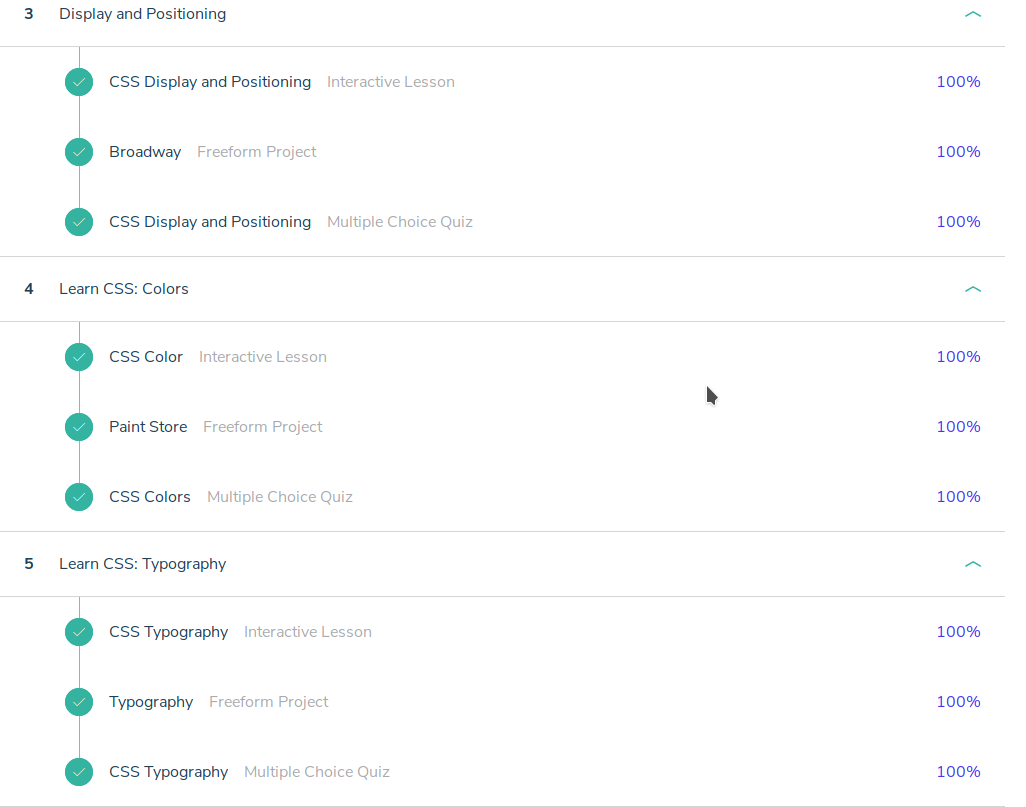 3 Display and Positioning
CSS Display and Positioning Interactive Lesson 100%
Broadway Freeform Project 100%
CSS Display and Positioning Multiple Choice Quiz 100%
4 Learn CSS: Colors
CSS Color Interactive Lesson 100%
Paint Store Freeform Project 100%
CSS Colors Multiple Choice Quiz 100%
5 Learn CSS: Typography
CSS Typography Interactive Lesson 100%
Typography Freeform Project 100%
CSS Typography Multiple Choice Quiz 100%